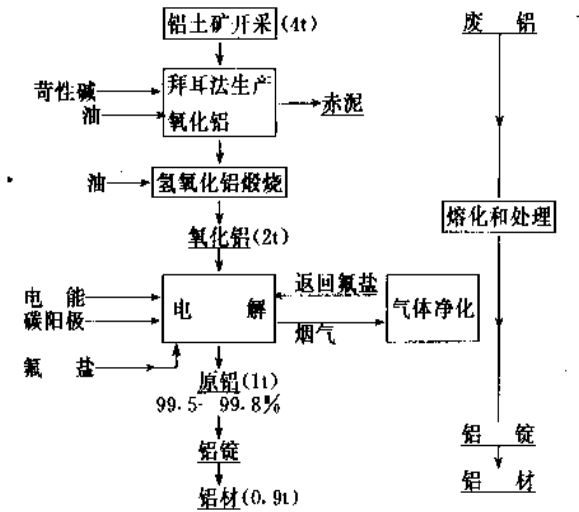 铝土矿开采(4t)
废 铝
苛性碱
油
拜耳法生产
氧化铝
赤泥
油
氢氧化铝煅烧
熔化和处理
氧化铝(2t)
电 能
碳阳极
氟 盐
电 解
返回氟盐
烟气
气体净化
原铝(1t)
99.5- 99.8%
铝锭
铝材(0.9t)
铝 锭
铝 材